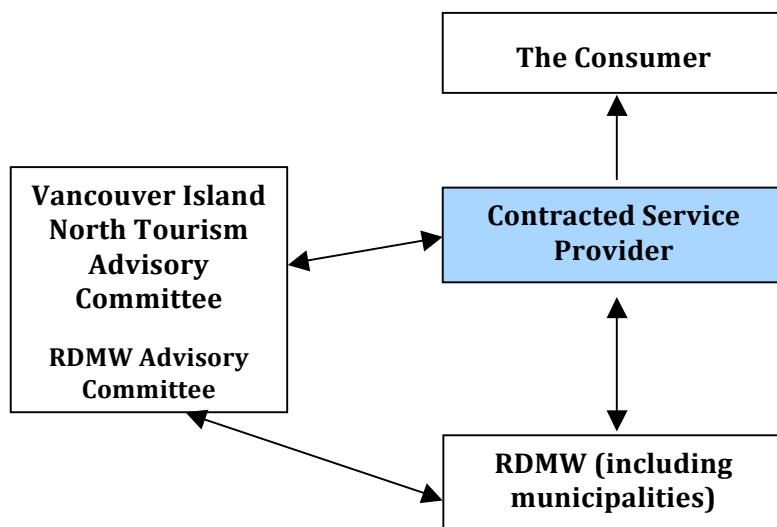 The Consumer
Vancouver Island
North Tourism
Advisory
Committee
RDMW Advisory
Committee
Contracted Service
Provider
RDMW (including
municipalities)